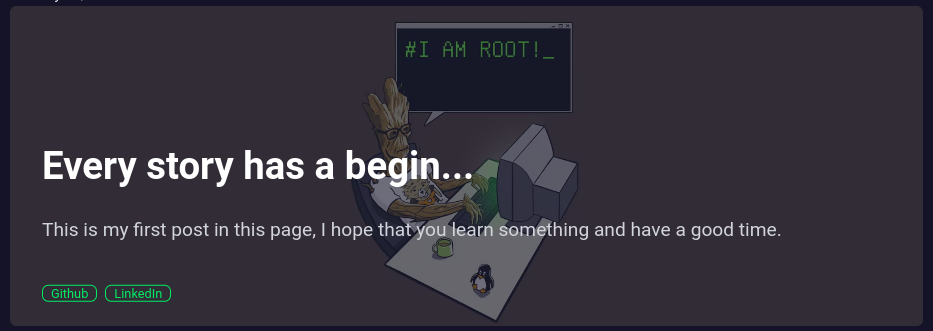 #I AM ROOT!_
Every story has a begin...
This is my first post in this page, I hope that you learn something and have a good time.
Github LinkedIn